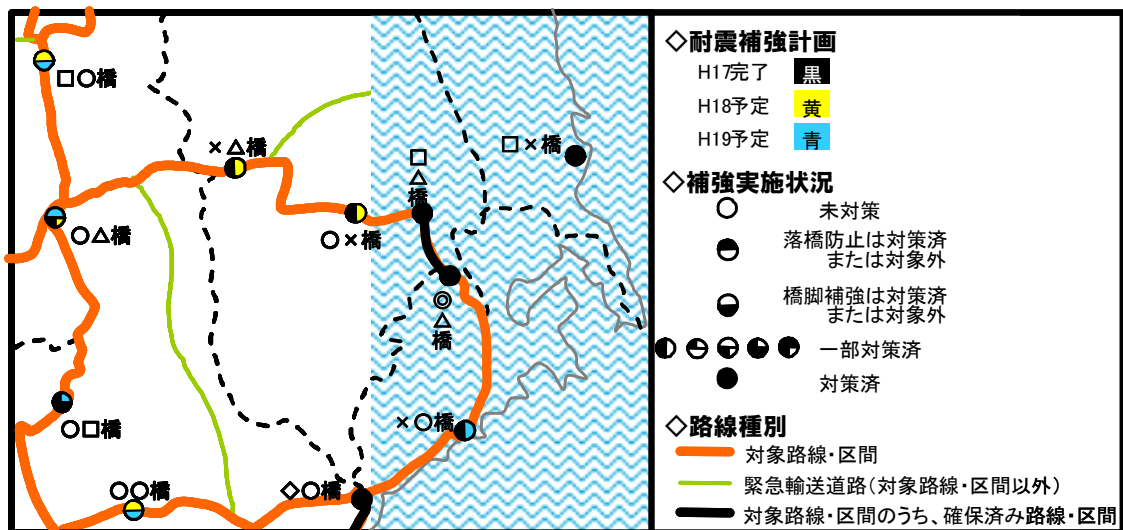 □○橋
×△橋
□△橋
□×橋
○△橋
○×橋
◎△橋
○□橋
×○橋
○○橋
◇○橋
◇耐震補強計画
H17完了 黒
H18予定 黄
H19予定 青
◇補強実施状況
未対策
落橋防止は対策済
または対象外
橋脚補強は対策済
または対象外
一部対策済
対策済
◇路線種別
対象路線・区間
緊急輸送道路(対象路線・区間以外)
対象路線・区間のうち、確保済み路線・区間